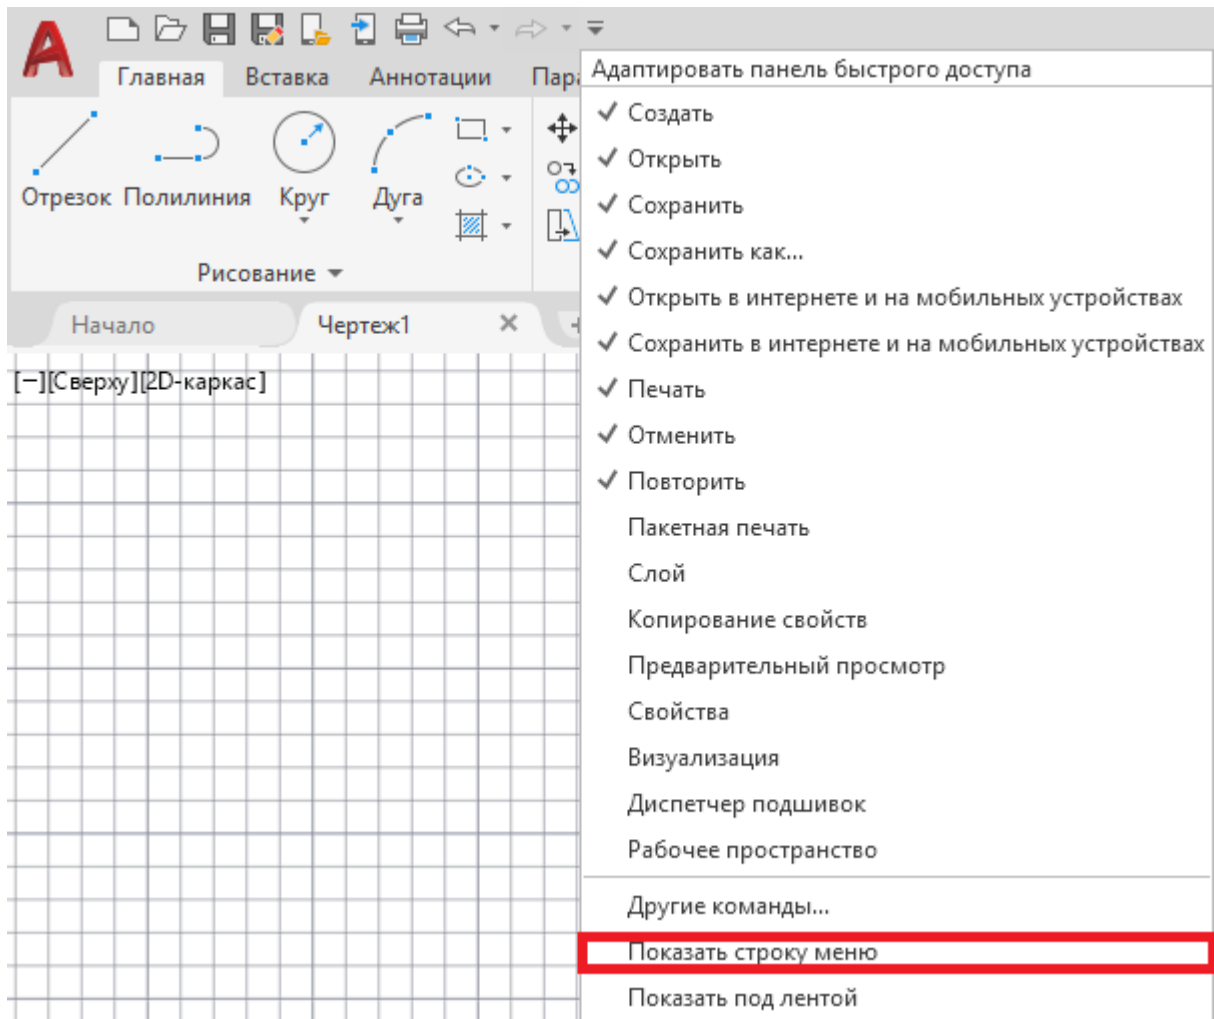 Главная Вставка Аннотации
Отрезок Полилиния Круг Дуга
Рисование
Начало Чертеж1
[−][Сверху][2D-каркас]
Адаптировать панель быстрого доступа
Создать
Открыть
Сохранить
Сохранить как...
Открыть в интернете и на мобильных устройствах
Сохранить в интернете и на мобильных устройствах
Печать
Отменить
Повторить
Пакетная печать
Слой
Копирование свойств
Предварительный просмотр
Свойства
Визуализация
Диспетчер подшивок
Рабочее пространство
Другие команды...
Показать строку меню
Показать под лентой